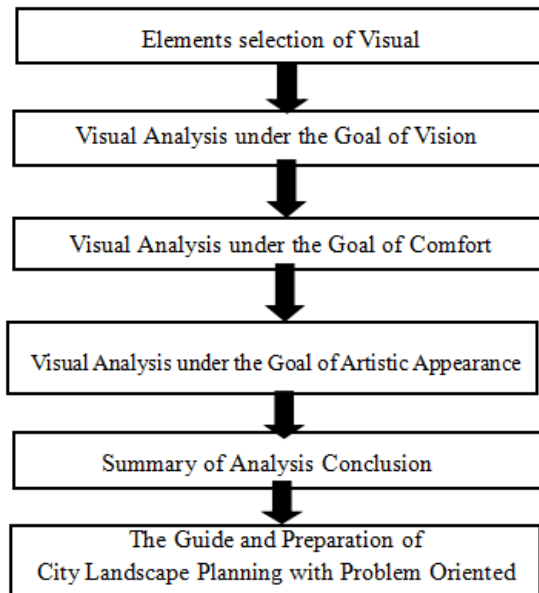 Elements selection of Visual
Visual Analysis under the Goal of Vision
Visual Analysis under the Goal of Comfort
Visual Analysis under the Goal of Artistic Appearance
Summary of Analysis Conclusion
The Guide and Preparation of
City Landscape Planning with Problem Oriented